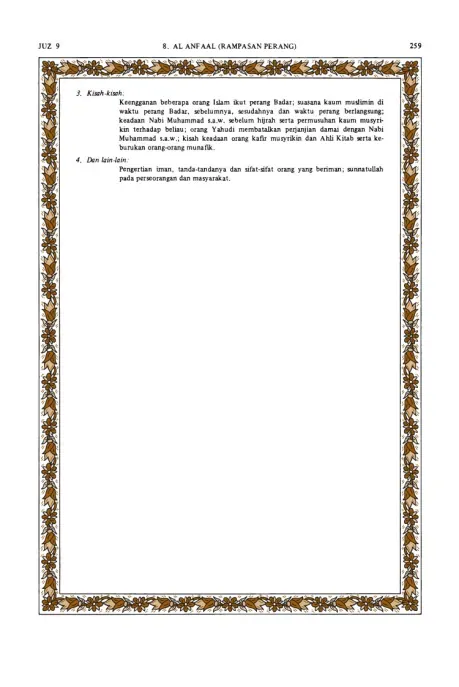 JUZ 9 8. AL ANFAAL (RAMPASAN PERANG) 259
3. Kisah-kisah:
Keengganan beberapa orang Islam ikut perang Badar; suasana kaum muslimin di
waktu perang Badar, sebelumnya, sesudahnya dan waktu perang berlangsung;
keadaan Nabi Muhammad s.a.w. sebelum hijrah serta permusuhan kaum musyri-
kin terhadap beliau; orang Yahudi membatalkan perjanjian damai dengan Nabi
Muhammad s.a.w.; kisah keadaan orang kafir musyrikin dan Ahli Kitab serta ke-
burukan orang-orang munafik.
4. Dan lain-lain:
Pengertian iman, tanda-tandanya dan sifat-sifat orang yang beriman; sunnatullah
pada perseorangan dan masyarakat.